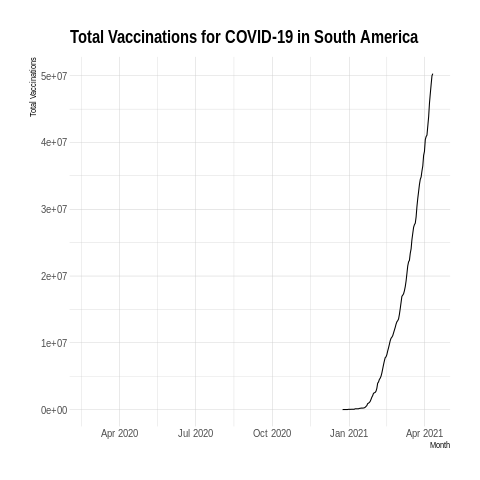 Total Vaccinations for COVID-19 in South America
Total Vaccinations
5e+07
4e+07
3e+07
2e+07
1e+07
0e+00
Apr 2020 Jul 2020 Oct 2020 Jan 2021 Apr 2021
Month